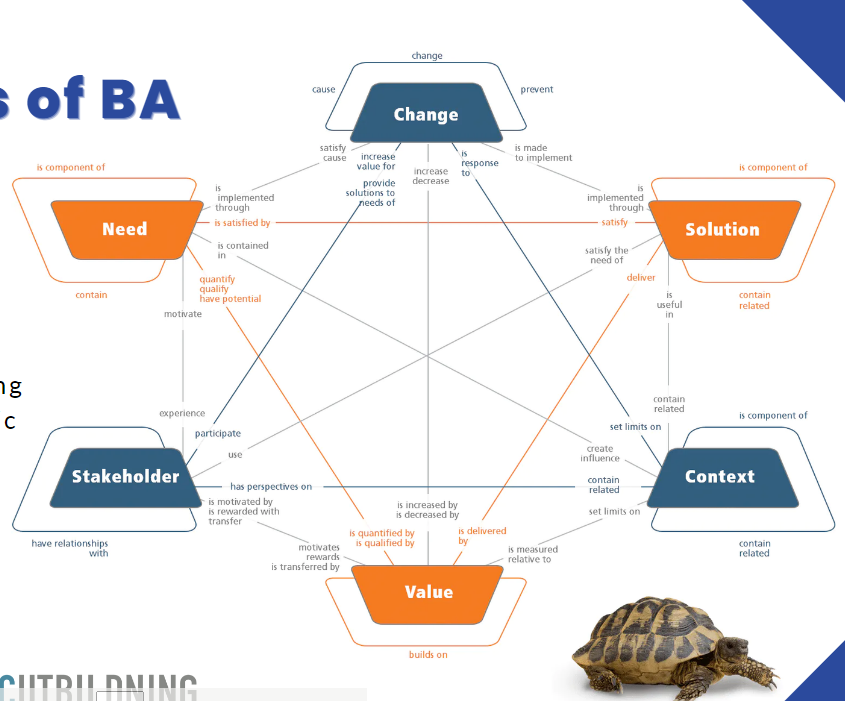 s of BA
change
cause
prevent
Change
satisfy
cause
increase
value for
provide
solutions to
needs of
increase
decrease
is
response
to
is made
to implement
is component of
is component of
is
implemented
through
is
implemented
through
Need
is satisfied by
satisfy
Solution
is contained
in
satisfy the
need of
quantify
qualify
have potential
deliver
contain
contain
related
motivate
is
useful
in
ng
c
experience
contain
related
participate
set limits on
is component of
use
create
influence
Stakeholder
has perspectives on
contain
related
Context
is motivated by
is rewarded with
transfer
is increased by
is decreased by
set limits on
have relationships
with
is quantified by
is qualified by
is delivered
by
contain
related
motivates
rewards
is transferred by
is measured
relative to
Value
builds on
CUTBILDNING